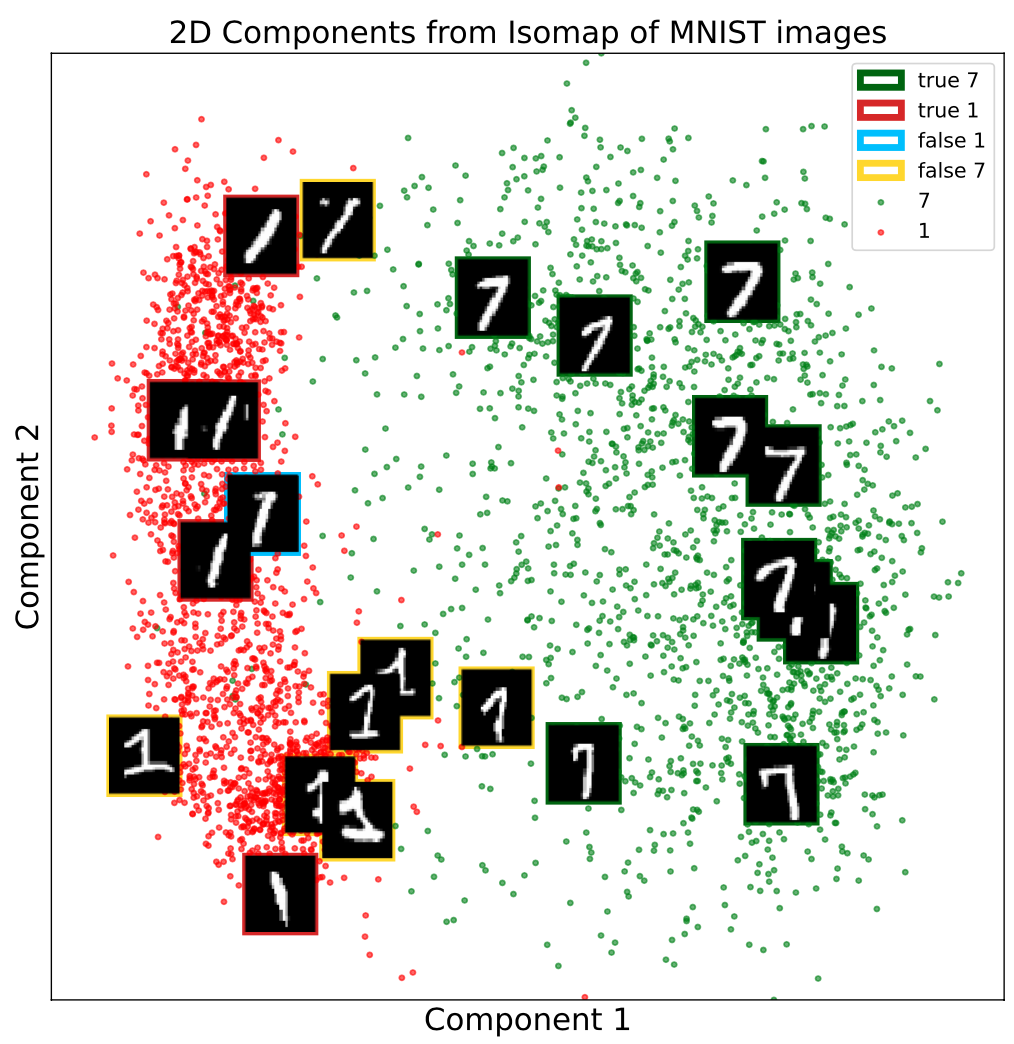 2D Components from Isomap of MNIST images
true 7
true 1
false 1
false 7
7
1
Component 2
Component 1